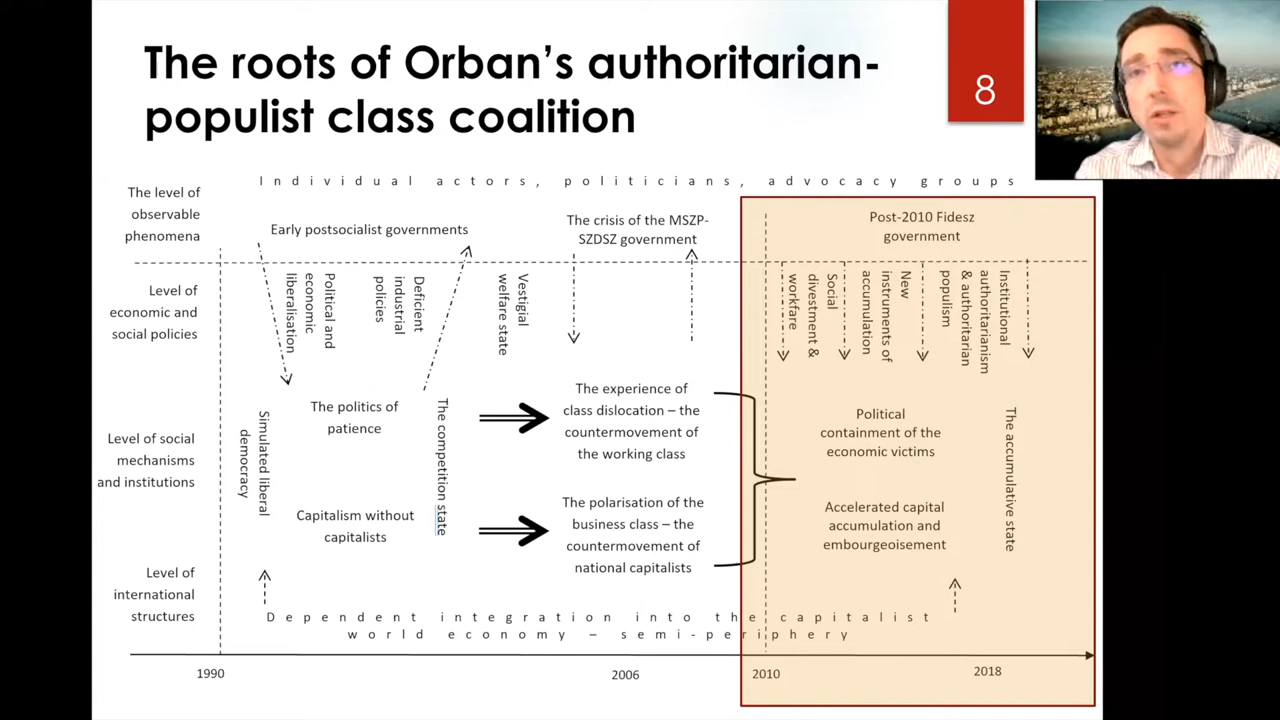 The roots of Orban's authoritarian-
populist class coalition
8
Individual actors, politicians, advocacy groups
The level of
observable
phenomena
Early postsocialist governments
The crisis of the MSZP-
SZDSZ government
Post-2010 Fidesz
government
Level of
economic and
social policies
Political and
economic
liberalisation
Deficient
industrial
policies
Vestigial
welfare state
Social
divestment &
workfare
New
instruments of
accumulation
Institutional
authoritarianism
& authoritarian
populism
Level of social
mechanisms
and institutions
Simulated liberal
democracy
The politics of
patience
Capitalism without
capitalists
The competition state
The experience of
class dislocation – the
countermovement of
the working class
The polarisation of the
business class – the
countermovement of
national capitalists
Political
containment of the
economic victims
Accelerated capital
accumulation and
embourgeoisement
The accumulative state
Level of
international
structures
Dependent integration into the capitalist
world economy – semi-periphery
1990
2006
2010
2018